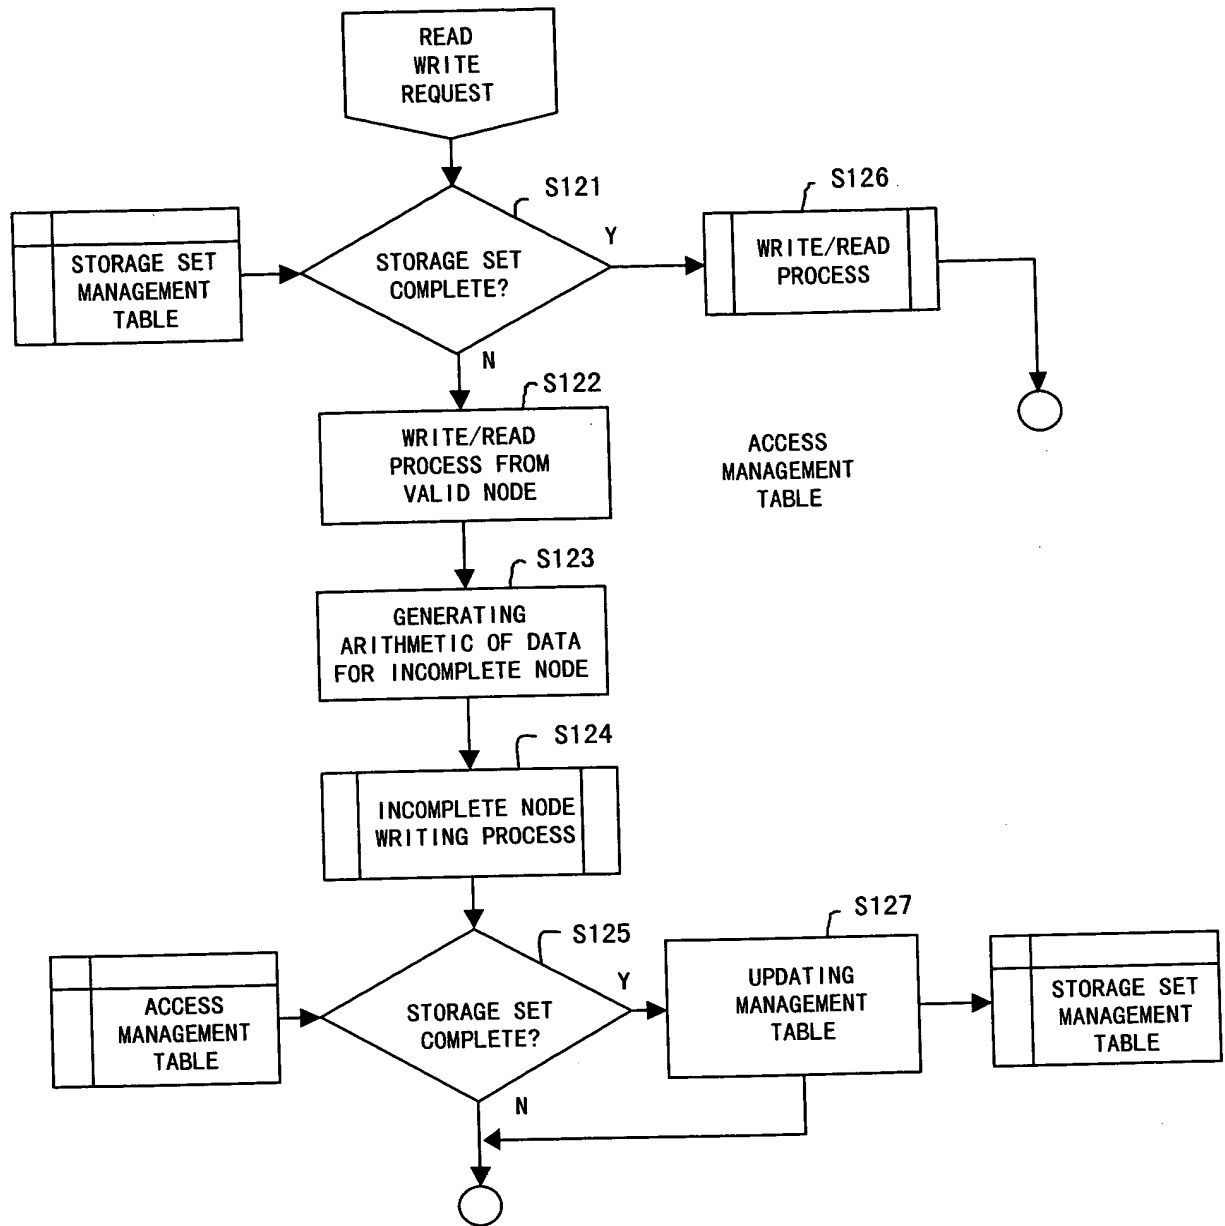 READ
WRITE
REQUEST
S121
S126
STORAGE SET
MANAGEMENT
TABLE
STORAGE SET
COMPLETE?
Y
WRITE/READ
PROCESS
N
S122
WRITE/READ
PROCESS FROM
VALID NODE
ACCESS
MANAGEMENT
TABLE
S123
GENERATING
ARITHMETIC OF DATA
FOR INCOMPLETE NODE
S124
INCOMPLETE NODE
WRITING PROCESS
S125
S127
ACCESS
MANAGEMENT
TABLE
STORAGE SET
COMPLETE?
Y
UPDATING
MANAGEMENT
TABLE
STORAGE SET
MANAGEMENT
TABLE
N